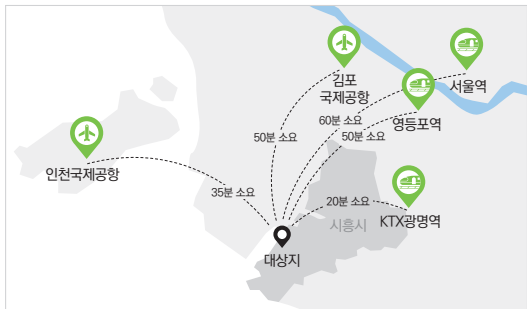 김포
국제공항
서울역
영등포역
60분 소요
50분 소요
50분 소요
인천국제공항
35분 소요
20분 소요
시흥시
KTX광명역
대상지